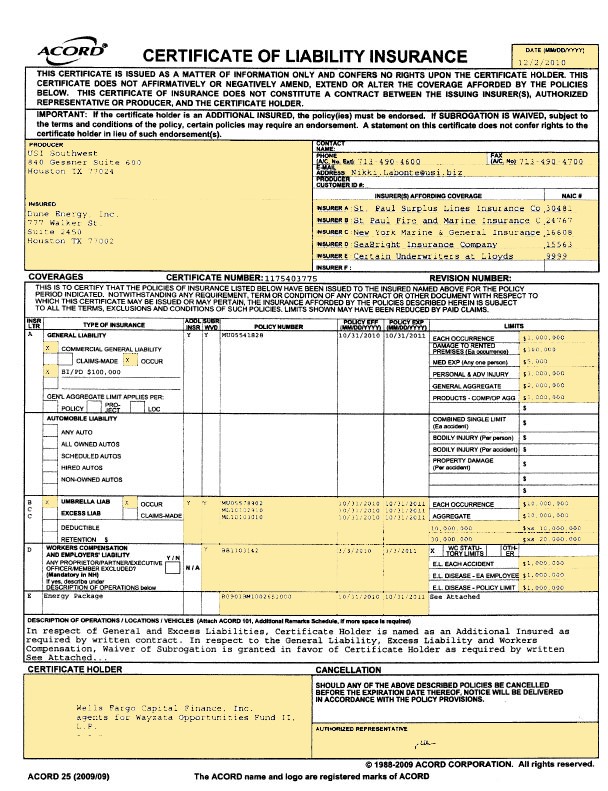 ACORD®
CERTIFICATE OF LIABILITY INSURANCE
DATE (MM/DD/YYYY)
12/2/2010
THIS CERTIFICATE IS ISSUED AS A MATTER OF INFORMATION ONLY AND CONFERS NO RIGHTS UPON THE CERTIFICATE HOLDER. THIS
CERTIFICATE DOES NOT AFFIRMATIVELY OR NEGATIVELY AMEND, EXTEND OR ALTER THE COVERAGE AFFORDED BY THE POLICIES
BELOW. THIS CERTIFICATE OF INSURANCE DOES NOT CONSTITUTE A CONTRACT BETWEEN THE ISSUING INSURER(S), AUTHORIZED
REPRESENTATIVE OR PRODUCER, AND THE CERTIFICATE HOLDER.
IMPORTANT: If the certificate holder is an ADDITIONAL INSURED, the policy(ies) must be endorsed. If SUBROGATION IS WAIVED, subject to
the terms and conditions of the policy, certain policies may require an endorsement. A statement on this certificate does not confer rights to the
certificate holder in lieu of such endorsement(s).
PRODUCER
USI Southwest
840 Gessner Suite 600
Houston TX 77024
CONTACT NAME:
PHONE (A/C, No, Ext): 713-490-4600
FAX (A/C, No): 713-490-4700
E-MAIL ADDRESS: Nikki.Labonte@usi.biz
PRODUCER CUSTOMER ID #:
INSURER(S) AFFORDING COVERAGE NAIC #
INSURED
Dune Energy, Inc.
777 Walker St.
Suite 2450
Houston TX 77002
INSURER A : St. Paul Surplus Lines Insurance Co 30481
INSURER B : St Paul Fire and Marine Insurance C 24767
INSURER C : New York Marine & General Insurance 16608
INSURER D : SeaBright Insurance Company 15563
INSURER E : Certain Underwriters at Lloyds 9999
INSURER F :
COVERAGES CERTIFICATE NUMBER: 1175403775 REVISION NUMBER:
THIS IS TO CERTIFY THAT THE POLICIES OF INSURANCE LISTED BELOW HAVE BEEN ISSUED TO THE INSURED NAMED ABOVE FOR THE POLICY
PERIOD INDICATED. NOTWITHSTANDING ANY REQUIREMENT, TERM OR CONDITION OF ANY CONTRACT OR OTHER DOCUMENT WITH RESPECT TO
WHICH THIS CERTIFICATE MAY BE ISSUED OR MAY PERTAIN, THE INSURANCE AFFORDED BY THE POLICIES DESCRIBED HEREIN IS SUBJECT
TO ALL THE TERMS, EXCLUSIONS AND CONDITIONS OF SUCH POLICIES. LIMITS SHOWN MAY HAVE BEEN REDUCED BY PAID CLAIMS.
INSR LTR TYPE OF INSURANCE ADDL INSR SUBR WVD POLICY NUMBER POLICY EFF (MM/DD/YYYY) POLICY EXP (MM/DD/YYYY) LIMITS
A GENERAL LIABILITY Y Y MU05541828 10/31/2010 10/31/2011 EACH OCCURRENCE $1,000,000
X COMMERCIAL GENERAL LIABILITY DAMAGE TO RENTED PREMISES (Ea occurrence)
CLAIMS-MADE X OCCUR MED EXP (Any one person) $5,000
X BI/PD $100,000 PERSONAL & ADV INJURY $1,000,000
GENERAL AGGREGATE $2,000,000
GEN'L AGGREGATE LIMIT APPLIES PER: PRODUCTS - COMP/OP AGG
POLICY PROJECT LOC $
AUTOMOBILE LIABILITY COMBINED SINGLE LIMIT (Ea accident) $
ANY AUTO BODILY INJURY (Per person) $
ALL OWNED AUTOS BODILY INJURY (Per accident) $
SCHEDULED AUTOS PROPERTY DAMAGE (Per accident) $
HIRED AUTOS $
NON-OWNED AUTOS $
B X UMBRELLA LIAB X OCCUR Y Y 10/31/2010 10/31/2011 EACH OCCURRENCE $10,000,000
C EXCESS LIAB CLAIMS-MADE 10/31/2010 10/31/2011 AGGREGATE $10,000,000
C 10/31/2010 10/31/2011
DEDUCTIBLE 10,000,000 $xs 10,000,000
RETENTION $ 10,000,000 $xs 20,000,000
D WORKERS COMPENSATION AND EMPLOYERS' LIABILITY Y / N Y BB1103142 3/3/2010 3/3/2011 X WC STATUTORY LIMITS OTHER
ANY PROPRIETOR/PARTNER/EXECUTIVE OFFICER/MEMBER EXCLUDED? N / A E.L. EACH ACCIDENT $1,000,000
(Mandatory in NH) E.L. DISEASE - EA EMPLOYEE $1,000,000
If yes, describe under DESCRIPTION OF OPERATIONS below E.L. DISEASE - POLICY LIMIT $1,000,000
E Energy Package 10/31/2010 10/31/2011 See Attached
DESCRIPTION OF OPERATIONS / LOCATIONS / VEHICLES (Attach ACORD 101, Additional Remarks Schedule, if more space is required)
In respect of General and Excess Liabilities, Certificate Holder is named as an Additional Insured as
required by written contract. In respect to the General Liability, Excess Liability and Workers
Compensation, Waiver of Subrogation is granted in favor of Certificate Holder as required by written
See Attached...
CERTIFICATE HOLDER
CANCELLATION
Wells Fargo Capital Finance, Inc.
agents for Wayzata Opportunities Fund II,
L.P.
SHOULD ANY OF THE ABOVE DESCRIBED POLICIES BE CANCELLED
BEFORE THE EXPIRATION DATE THEREOF, NOTICE WILL BE DELIVERED
IN ACCORDANCE WITH THE POLICY PROVISIONS.
AUTHORIZED REPRESENTATIVE
© 1988-2009 ACORD CORPORATION. All rights reserved.
ACORD 25 (2009/09)
The ACORD name and logo are registered marks of ACORD